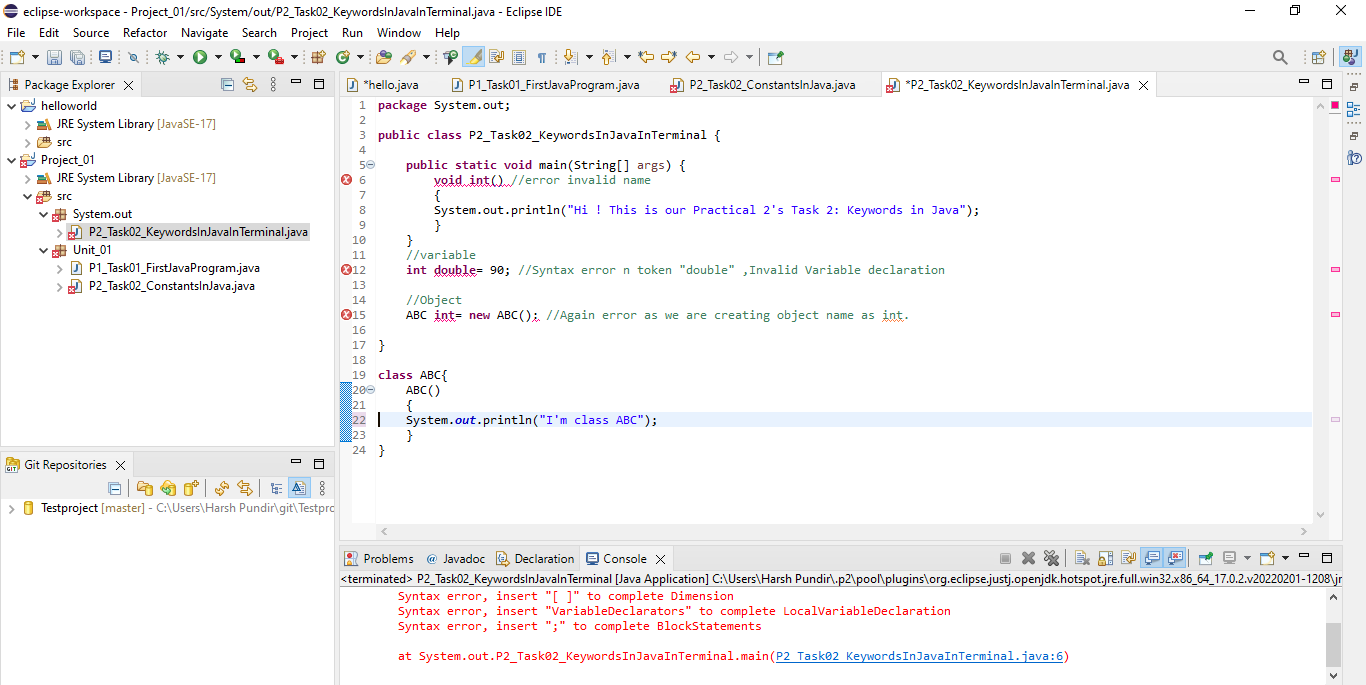 eclipse-workspace - Project_01/src/System/out/P2_Task02_KeywordsInJavaInTerminal.java - Eclipse IDE
File Edit Source Refactor Navigate Search Project Run Window Help
Package Explorer
helloworld
JRE System Library [JavaSE-17]
src
Project_01
JRE System Library [JavaSE-17]
src
System.out
P2_Task02_KeywordsInJavaInTerminal.java
Unit_01
P1_Task01_FirstJavaProgram.java
P2_Task02_ConstantsInJava.java
Git Repositories
Testproject [master] - C:\Users\Harsh Pundir\git\Testpro
*hello.java P1_Task01_FirstJavaProgram.java P2_Task02_ConstantsInJava.java *P2_Task02_KeywordsInJavaInTerminal.java
1 package System.out;
2
3 public class P2_Task02_KeywordsInJavaInTerminal {
4
5 public static void main(String[] args) {
6 void int() //error invalid name
7 {
8 System.out.println("Hi ! This is our Practical 2's Task 2: Keywords in Java");
9 }
10 }
11 //variable
12 int double= 90; //Syntax error n token "double" ,Invalid Variable declaration
13
14 //Object
15 ABC int= new ABC(); //Again error as we are creating object name as int.
16
17 }
18
19 class ABC{
20 ABC()
21 {
22 System.out.println("I'm class ABC");
23 }
24 }
Problems @ Javadoc Declaration Console
<terminated> P2_Task02_KeywordsInJavaInTerminal [Java Application] C:\Users\Harsh Pundir\.p2\pool\plugins\org.eclipse.justj.openjdk.hotspot.jre.full.win32.x86_64_17.0.2.v20220201-1208\jr
Syntax error, insert "[ ]" to complete Dimension
Syntax error, insert "VariableDeclarators" to complete LocalVariableDeclaration
Syntax error, insert ";" to complete BlockStatements
at System.out.P2_Task02_KeywordsInJavaInTerminal.main(P2_Task02_KeywordsInJavaInTerminal.java:6)